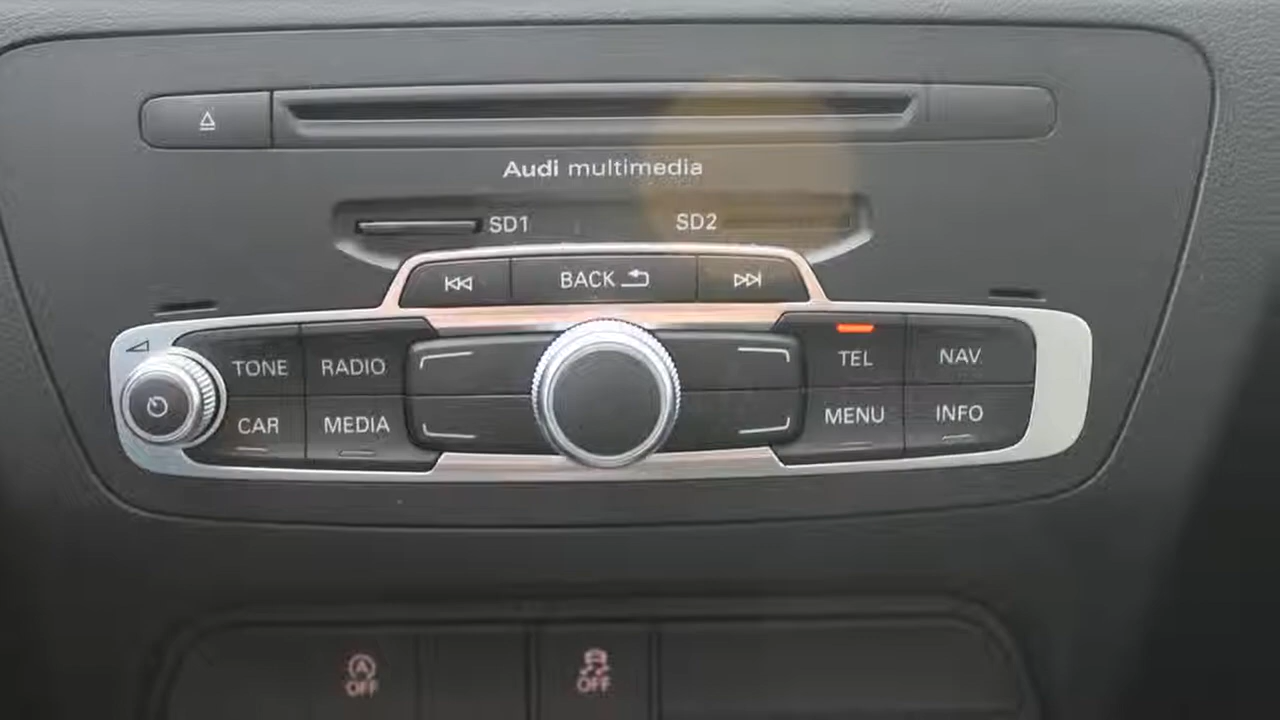 Audi multimedia
SD1 SD2
BACK
TONE RADIO TEL NAV
CAR MEDIA MENU INFO
A
OFF OFF